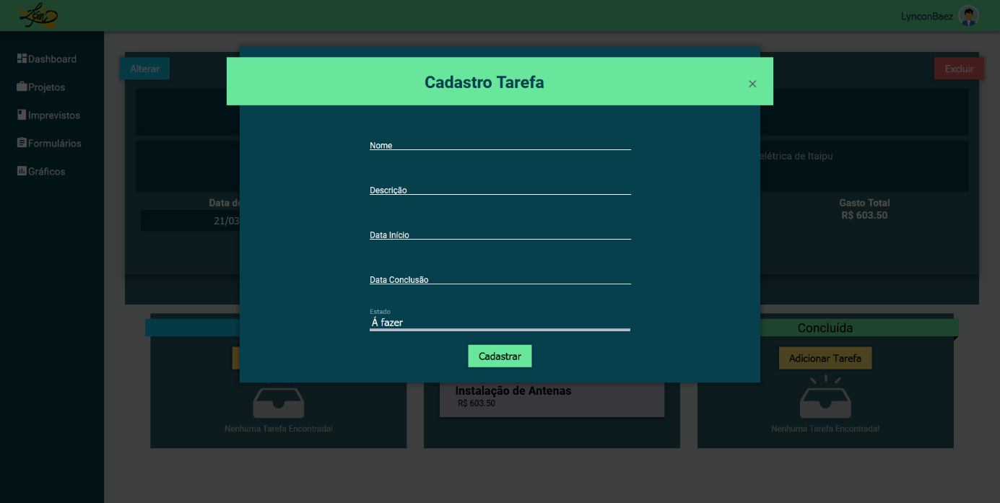 LynconBaez
Dashboard
Projetos
Imprevistos
Formulários
Gráficos
Alterar
Excluir
Cadastro Tarefa
×
Nome
Descrição
Data Início
Data Conclusão
Estado
Á fazer
Cadastrar
elétrica de Itaipu
Data de
21/03
Gasto Total
R$ 603.50
Concluída
Adicionar Tarefa
Nenhuma Tarefa Encontrada!
Instalação de Antenas
R$ 603.50
Nenhuma Tarefa Encontrada!